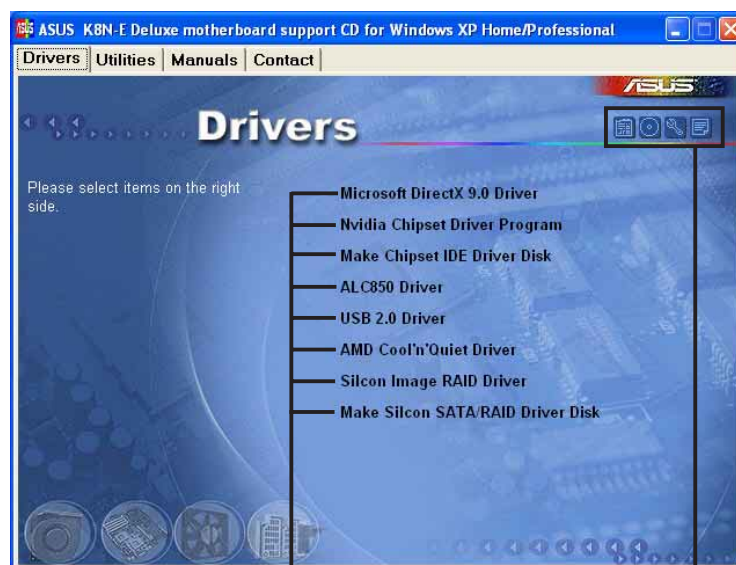 ASUS K8N-E Deluxe motherboard support CD for Windows XP Home/Professional
Drivers Utilities Manuals Contact
ASUS
Drivers
Please select items on the right
side.
Microsoft DirectX 9.0 Driver
Nvidia Chipset Driver Program
Make Chipset IDE Driver Disk
ALC850 Driver
USB 2.0 Driver
AMD Cool'n'Quiet Driver
Silcon Image RAID Driver
Make Silcon SATA/RAID Driver Disk